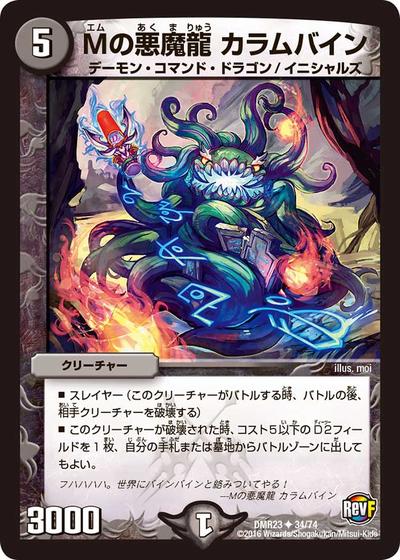 5
エム あくまりゅう
Mの悪魔龍 カラムバイン
デーモン・コマンド・ドラゴン / イニシャルズ
クリーチャー
illus. moi
■ スレイヤー (このクリーチャーがバトルする時、バトルの後、
相手クリーチャーを破壊する)
■ このクリーチャーが破壊された時、コスト5以下のD2フィ
ールドを1枚、自分の手札または墓地からバトルゾーンに出して
もよい。
フハハハハ。世界にバインバインと踏みついてやる!
---Mの悪魔龍 カラムバイン
3000
DMR23 ◆ 34/74
©2016 Wizards/Shogakukan/Mitsui-Kids
RevF